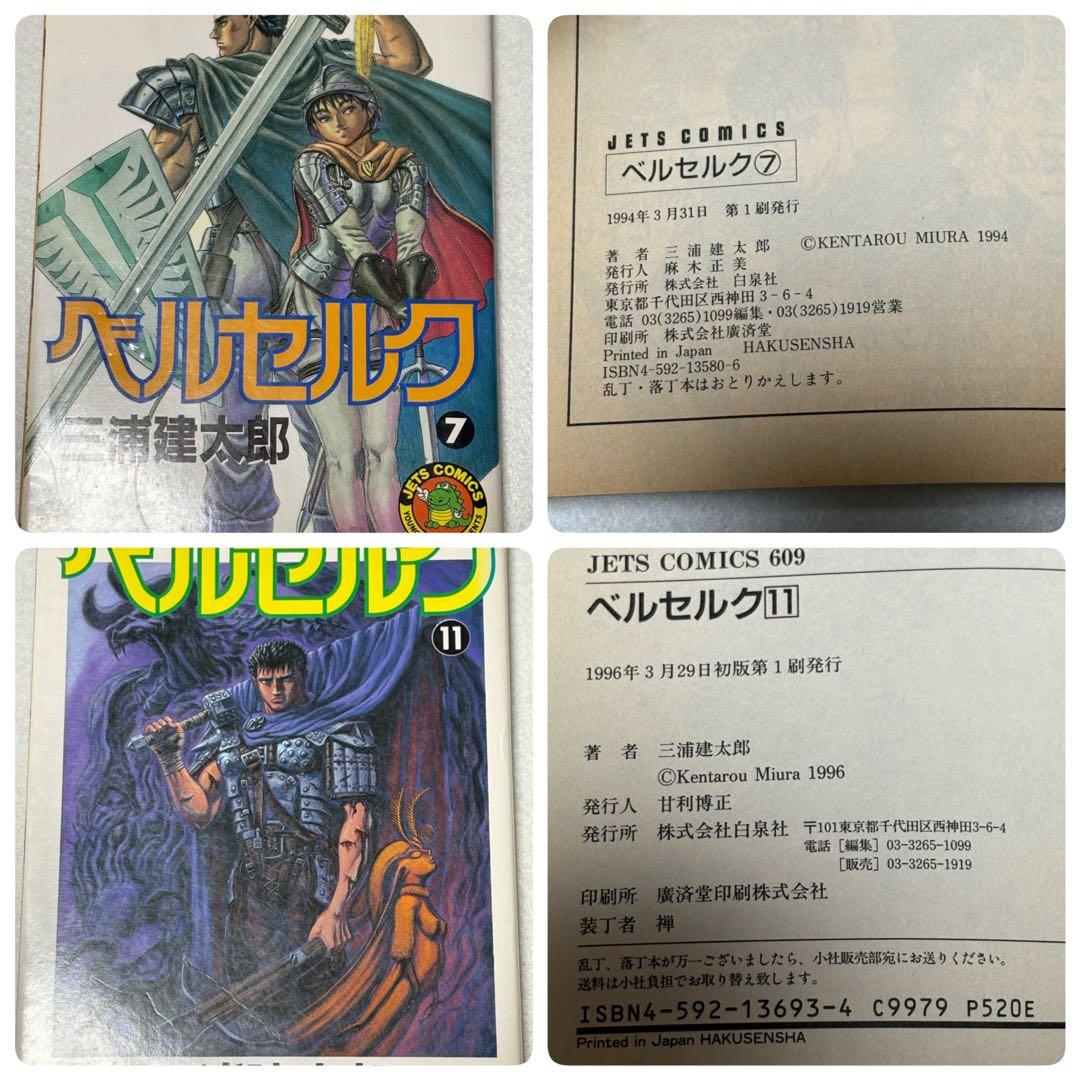 ベルセルク
三浦建太郎
7
JETS COMICS
JETS COMICS
ベルセルク⑦
1994年3月31日 第1刷発行
著者 三浦建太郎 ©KENTAROU MIURA 1994
発行人 麻木正美
発行所 株式会社 白泉社
東京都千代田区西神田3-6-4
電話 03(3265)1099編集・03(3265)1919営業
印刷所 株式会社廣済堂
Printed in Japan HAKUSENSHA
ISBN4-592-13580-6
乱丁・落丁本はおとりかえします。
ベルセルク
11
JETS COMICS 609
ベルセルク11
1996年3月29日初版第1刷発行
著者 三浦建太郎
©Kentarou Miura 1996
発行人 甘利博正
発行所 株式会社白泉社 〒101東京都千代田区西神田3-6-4
電話[編集]03-3265-1099
[販売]03-3265-1919
印刷所 廣済堂印刷株式会社
装丁者 禅
乱丁、落丁本が万一ございましたら、小社販売部宛にお送りください。
送料は小社負担でお取り替え致します。
ISBN4-592-13693-4 C9979 P520E
Printed in Japan HAKUSENSHA